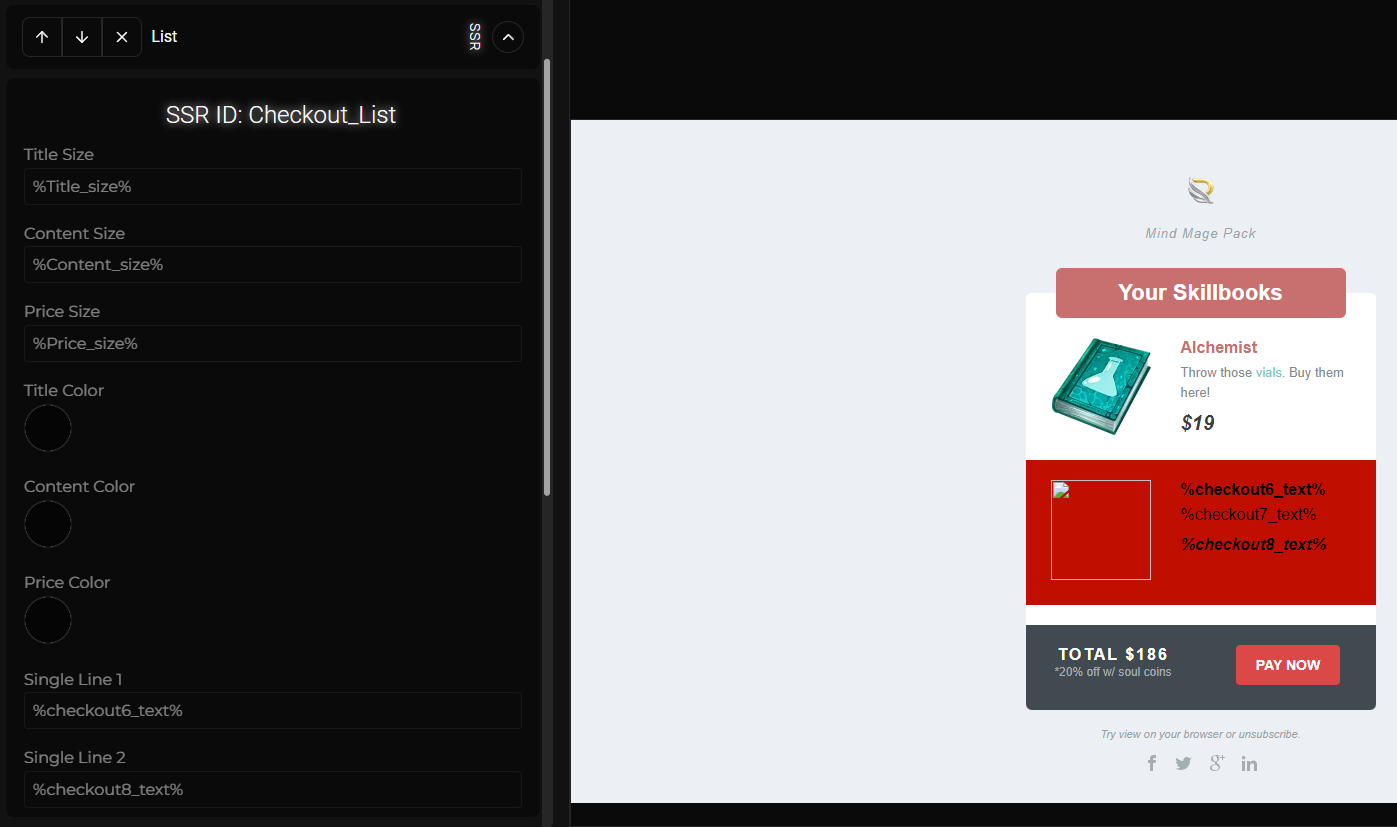 List
SSR
SSR ID: Checkout_List
Title Size
%Title_size%
Content Size
%Content_size%
Price Size
%Price_size%
Title Color
Content Color
Price Color
Single Line 1
%checkout6_text%
Single Line 2
%checkout8_text%
Mind Mage Pack
Your Skillbooks
Alchemist
Throw those vials. Buy them
here!
$19
%checkout6_text%
%checkout7_text%
%checkout8_text%
TOTAL $186
*20% off w/ soul coins
PAY NOW
Try view on your browser or unsubscribe.